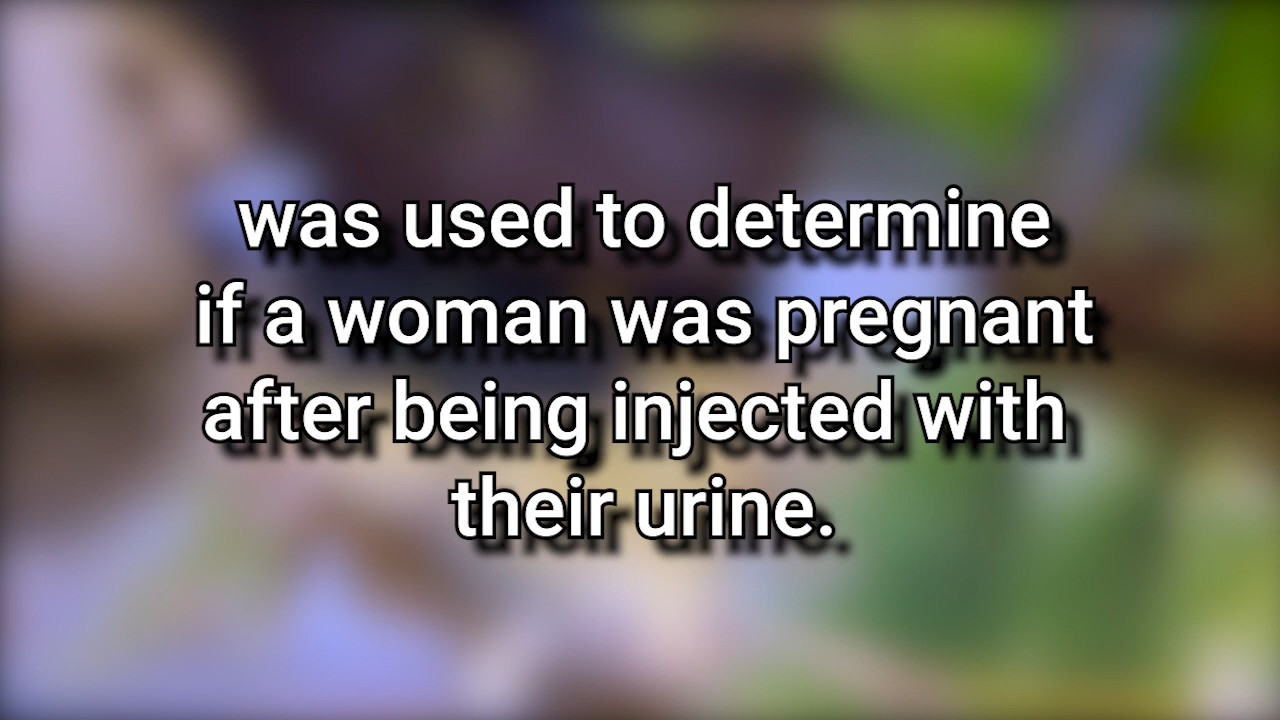 was used to determine
if a woman was pregnant
after being injected with
their urine.